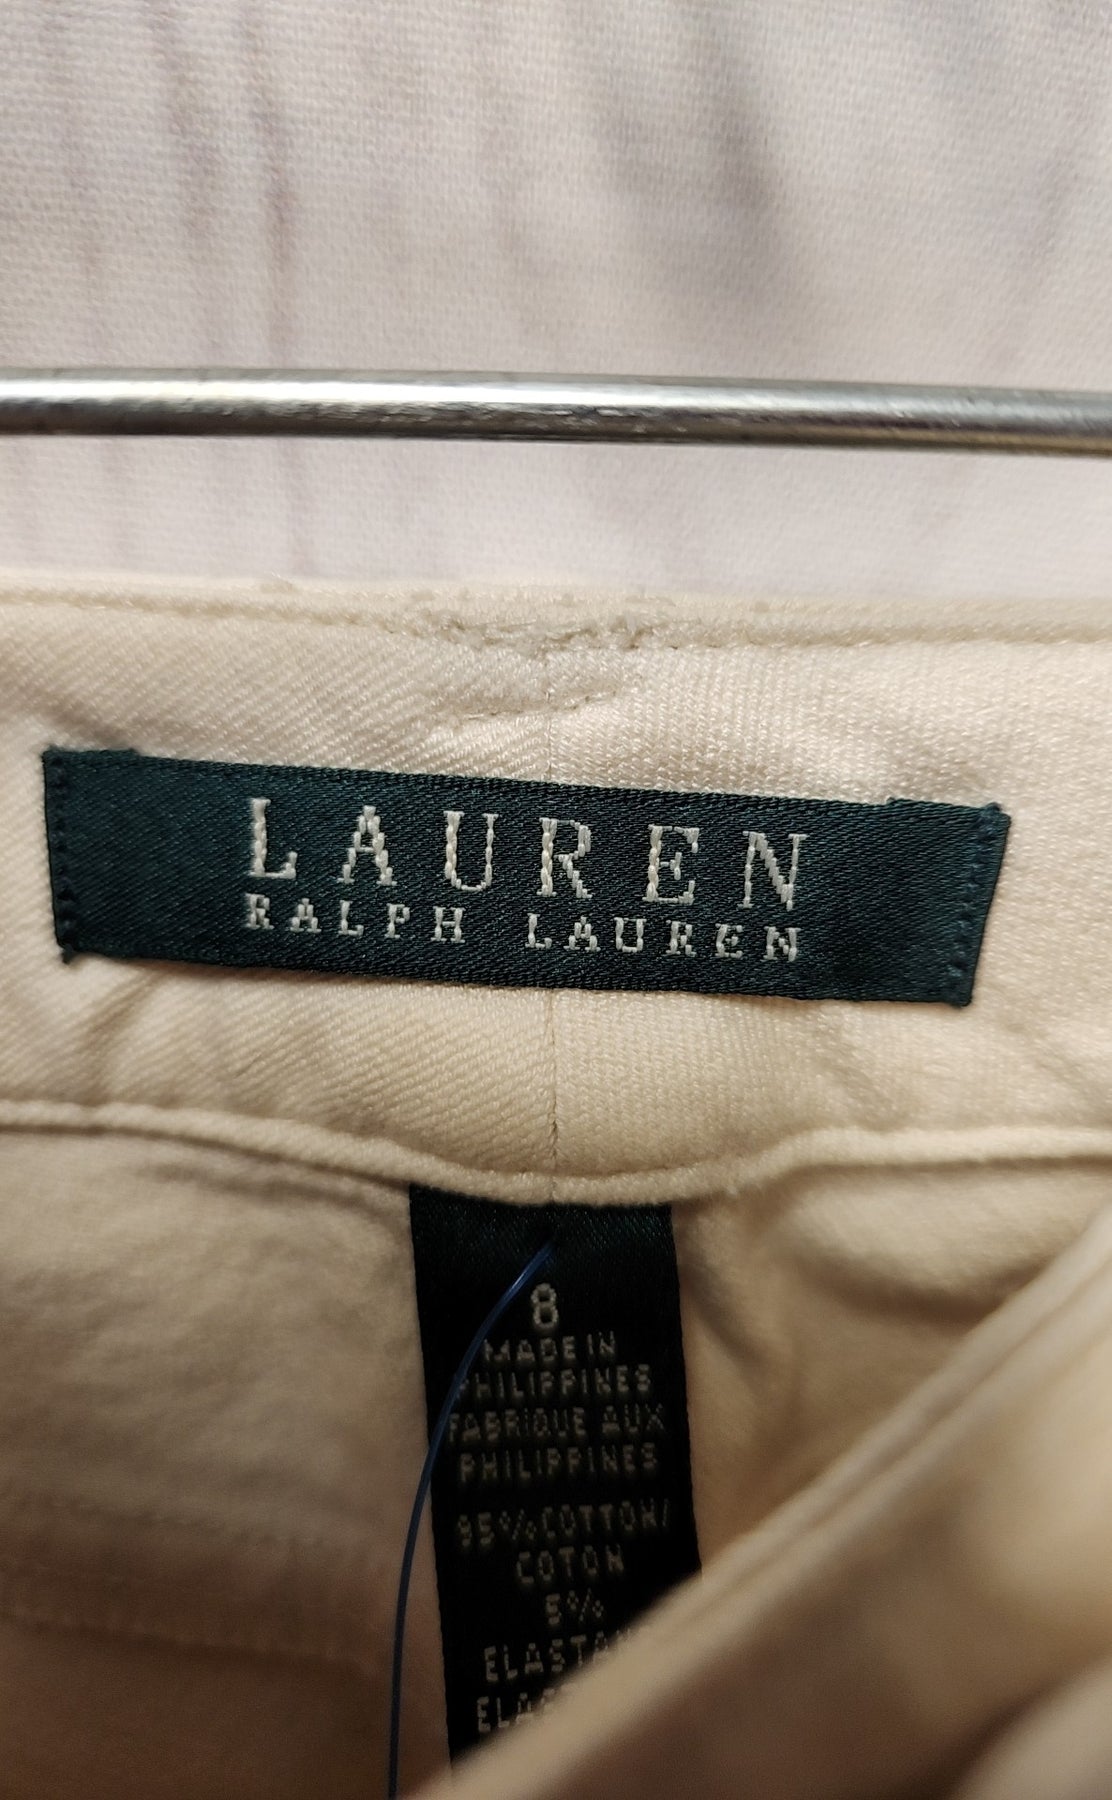 LAUREN
RALPH LAUREN
8
MADE IN
PHILIPPINES
FABRIQUE AUX
PHILIPPINES
95% COTTON/
COTON
5%